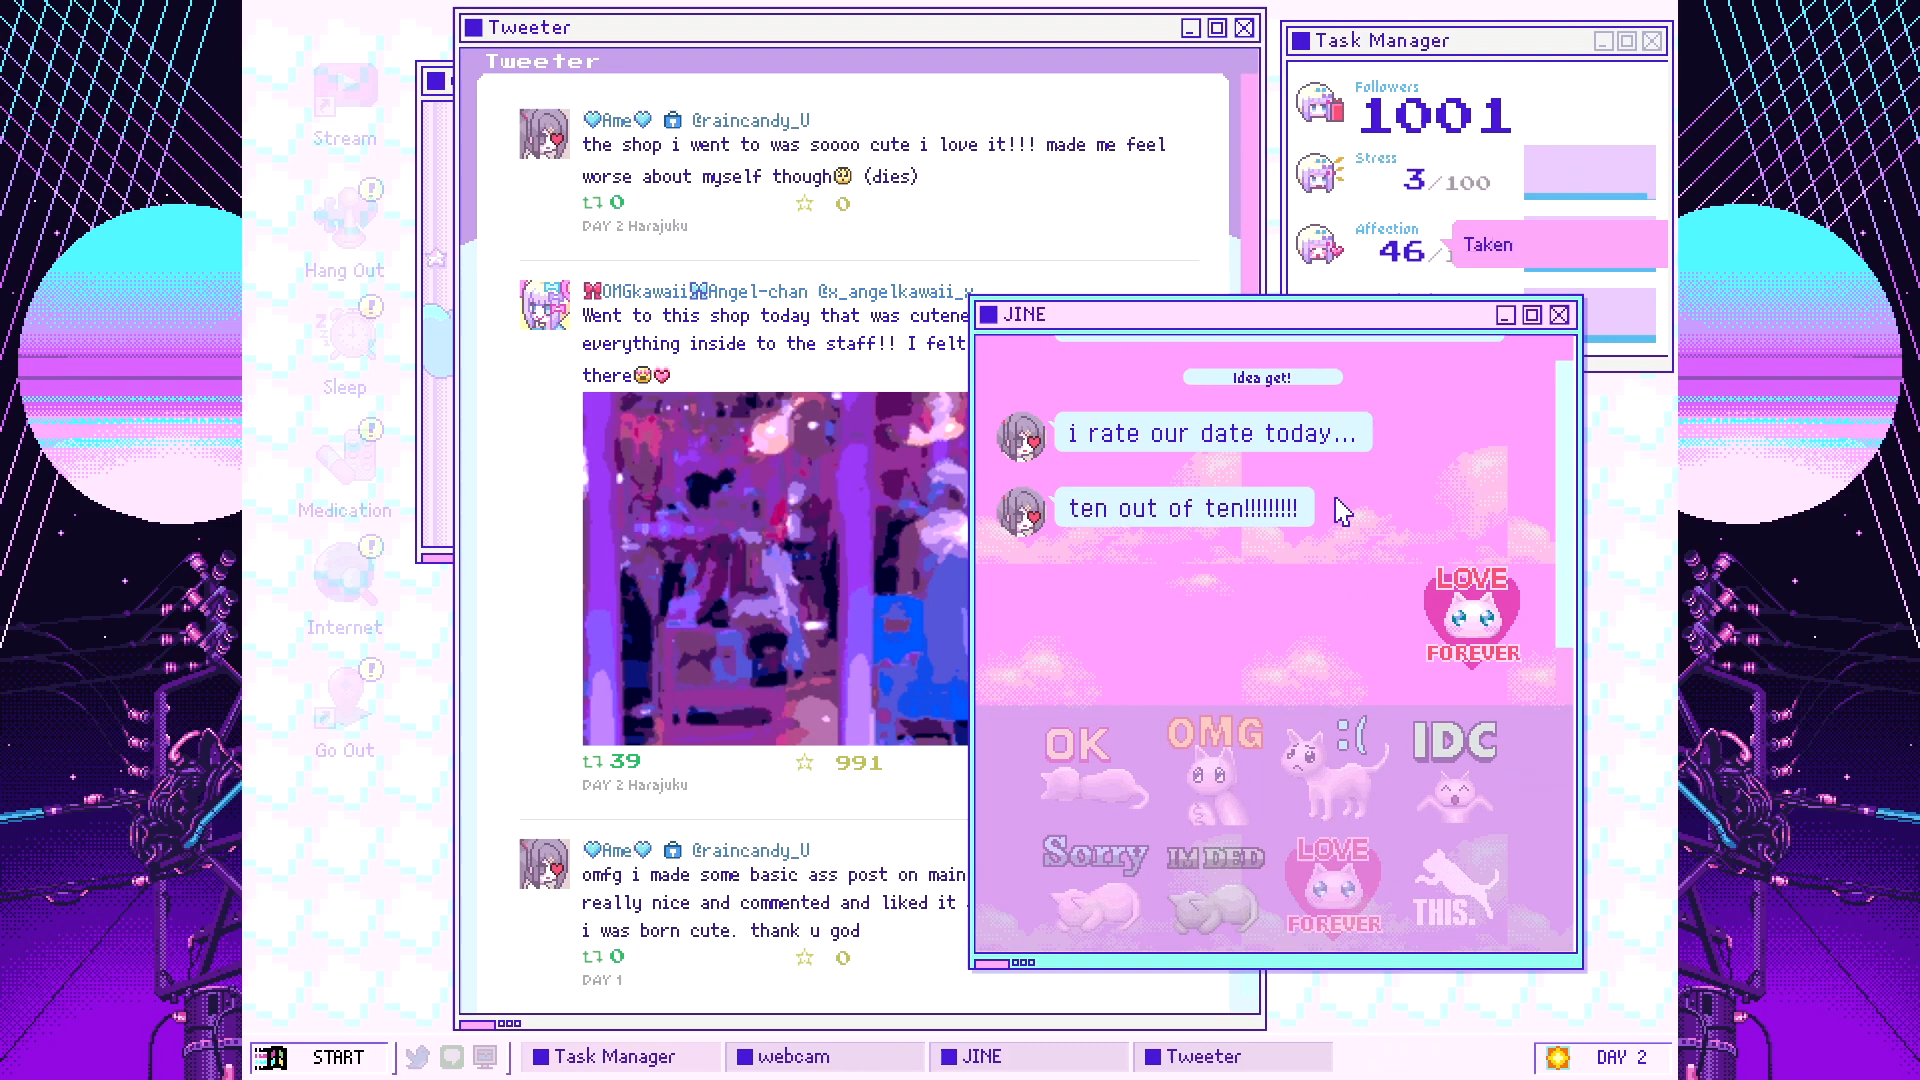 Tweeter
Tweeter
Ame @raincandy_U
the shop i went to was soooo cute i love it!!! made me feel
worse about myself though (dies)
0 0
DAY 2 Harajuku
OMGkawaiiAngel-chan @x_angelkawaii_x
Went to this shop today that was cutene
everything inside to the staff!! I felt
there
39 991
DAY 2 Harajuku
Ame @raincandy_U
omfg i made some basic ass post on main
really nice and commented and liked it
i was born cute. thank u god
0 0
DAY 1
Task Manager
Followers
1001
Stress
3/100
Affection
46/1
Taken
JINE
Idea get!
i rate our date today...
ten out of ten!!!!!!!!!
LOVE
FOREVER
OK
OMG
:(
IDC
Sorry
IM DED
LOVE
FOREVER
THIS.
Stream
Hang Out
Sleep
Medication
Internet
Go Out
START
Task Manager
webcam
JINE
Tweeter
DAY 2